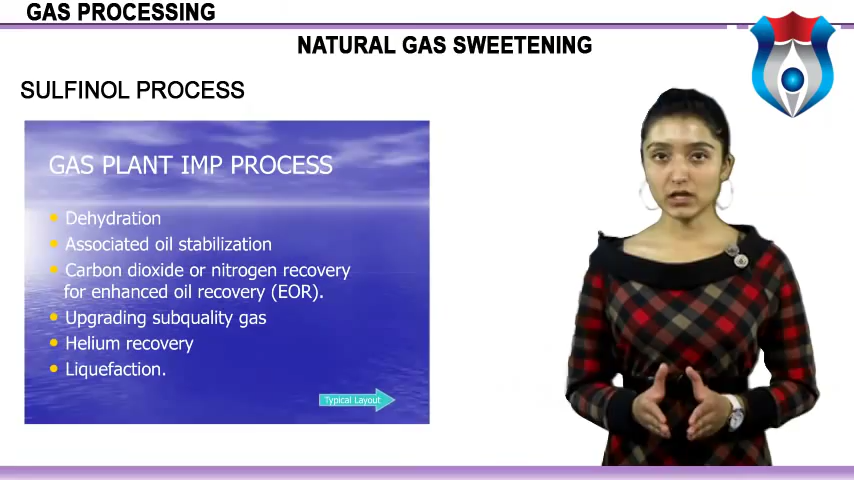 GAS PROCESSING
NATURAL GAS SWEETENING
SULFINOL PROCESS
GAS PLANT IMP PROCESS
• Dehydration
• Associated oil stabilization
• Carbon dioxide or nitrogen recovery
for enhanced oil recovery (EOR).
• Upgrading subquality gas
• Helium recovery
• Liquefaction.
Typical Layout